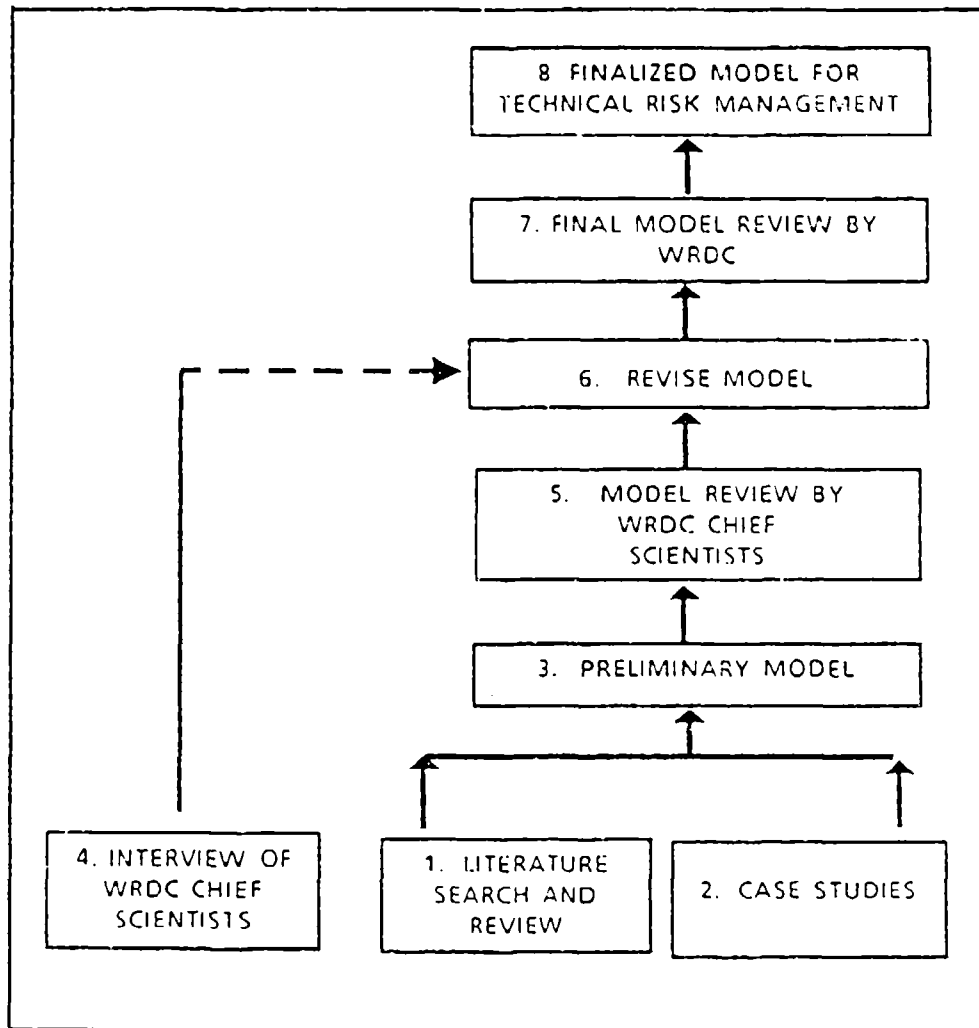 8 FINALIZED MODEL FOR
TECHNICAL RISK MANAGEMENT
7. FINAL MODEL REVIEW BY
WRDC
6. REVISE MODEL
5. MODEL REVIEW BY
WRDC CHIEF
SCIENTISTS
3. PRELIMINARY MODEL
4. INTERVIEW OF
WRDC CHIEF
SCIENTISTS
1. LITERATURE
SEARCH AND
REVIEW
2. CASE STUDIES